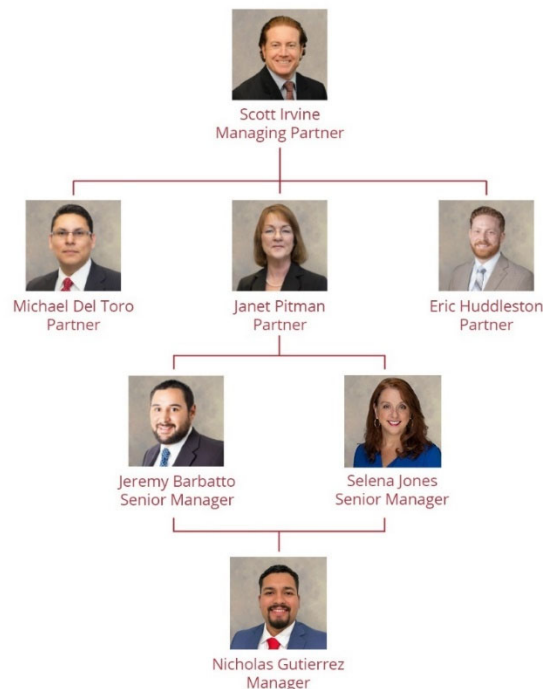 Scott Irvine
Managing Partner
Michael Del Toro
Partner
Janet Pitman
Partner
Eric Huddleston
Partner
Jeremy Barbatto
Senior Manager
Selena Jones
Senior Manager
Nicholas Gutierrez
Manager